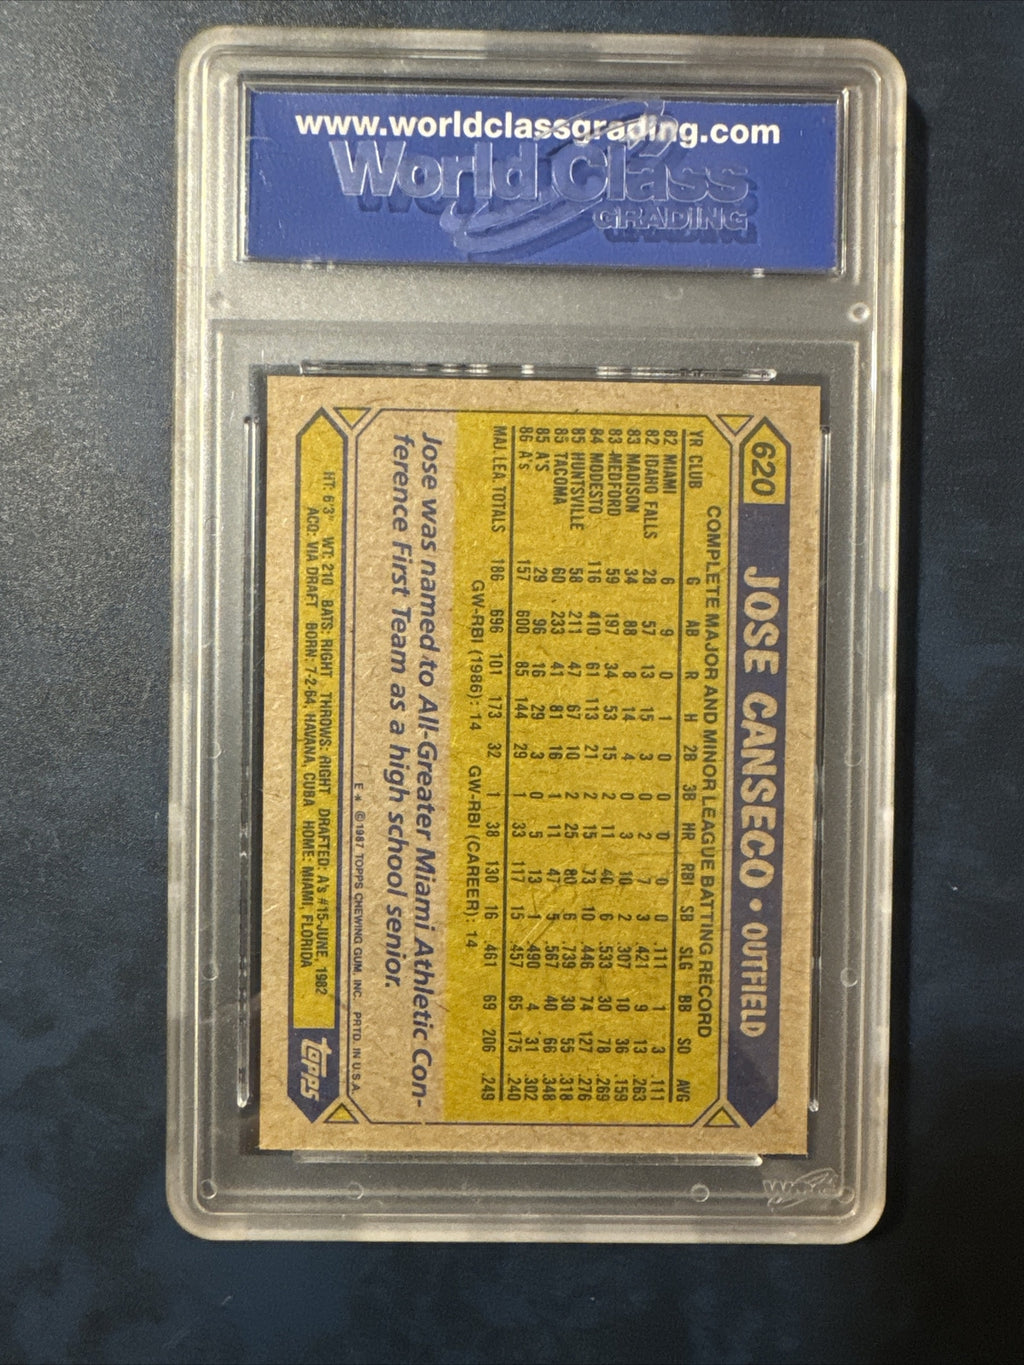 www.worldclassgrading.com
World Class
GRADING
620 JOSE CANSECO • OUTFIELD
COMPLETE MAJOR AND MINOR LEAGUE BATTING RECORD
YR CLUB G AB R H 2B 3B HR RBI SB SLG BB SO AVG
82 MIAMI 6 9 0 1 0 0 0 0 0 .111 1 3 .111
82 IDAHO FALLS 28 57 13 15 3 0 2 7 3 .421 9 13 .263
83 MADISON 34 88 8 14 4 0 3 10 2 .307 10 36 .159
83 MEDFORD 59 197 34 53 15 2 11 40 6 .533 30 78 .269
84 MODESTO 116 410 61 113 21 2 15 73 10 .446 74 127 .276
85 HUNTSVILLE 58 211 47 67 10 2 25 80 6 .739 30 55 .318
85 TACOMA 60 233 41 81 16 1 11 47 5 .567 40 66 .348
85 A'S 29 96 16 29 3 0 5 13 1 .490 4 31 .302
86 A's 157 600 85 144 29 1 33 117 15 .457 65 175 .240
MAJ. LEA. TOTALS 186 696 101 173 32 1 38 130 16 .461 69 206 .249
GW-RBI (1986): 14 GW-RBI (CAREER): 14
Jose was named to All-Greater Miami Athletic Con-
ference First Team as a high school senior.
E* ©1987 TOPPS CHEWING GUM, INC. PRTD. IN U.S.A.
HT: 6'3" WT: 210 BATS: RIGHT THROWS: RIGHT DRAFTED: A's #15-JUNE, 1982
ACQ: VIA DRAFT BORN: 7-2-64, HAVANA, CUBA HOME: MIAMI, FLORIDA
TOPPS
World